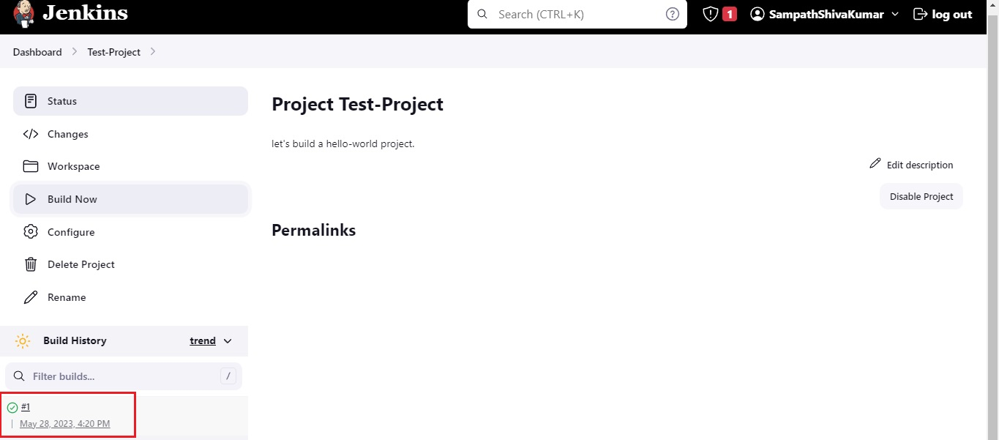 Jenkins
Search (CTRL+K)
?
1
SampathShivaKumar
log out
Dashboard
Test-Project
Status
Changes
Workspace
Build Now
Configure
Delete Project
Rename
Project Test-Project
let's build a hello-world project.
Edit description
Disable Project
Permalinks
Build History
trend
Filter builds...
/
#1
May 28, 2023, 4:20 PM